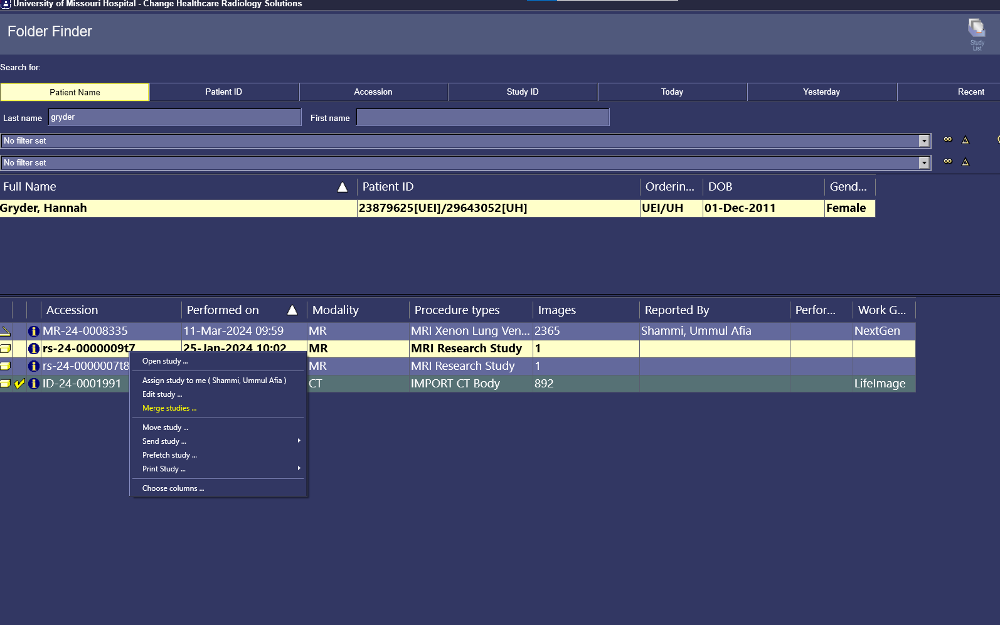 University of Missouri Hospital - Change Healthcare Radiology Solutions
Folder Finder
Study List
Search for:
Patient Name Patient ID Accession Study ID Today Yesterday Recent
Last name gryder First name
No filter set
No filter set
Full Name Patient ID Orderin... DOB Gend...
Gryder, Hannah 23879625[UEI]/29643052[UH] UEI/UH 01-Dec-2011 Female
Accession Performed on Modality Procedure types Images Reported By Perfor... Work G...
MR-24-0008335 11-Mar-2024 09:59 MR MRI Xenon Lung Ven... 2365 Shammi, Ummul Afia NextGen
rs-24-0000009t7 25-Jan-2024 10:02 MR MRI Research Study 1
rs-24-0000007t8 MR MRI Research Study 1
ID-24-0001991 CT IMPORT CT Body 892 LifeImage
Open study ...
Assign study to me ( Shammi, Ummul Afia )
Edit study ...
Merge studies ...
Move study ...
Send study ...
Prefetch study ...
Print Study ...
Choose columns ...